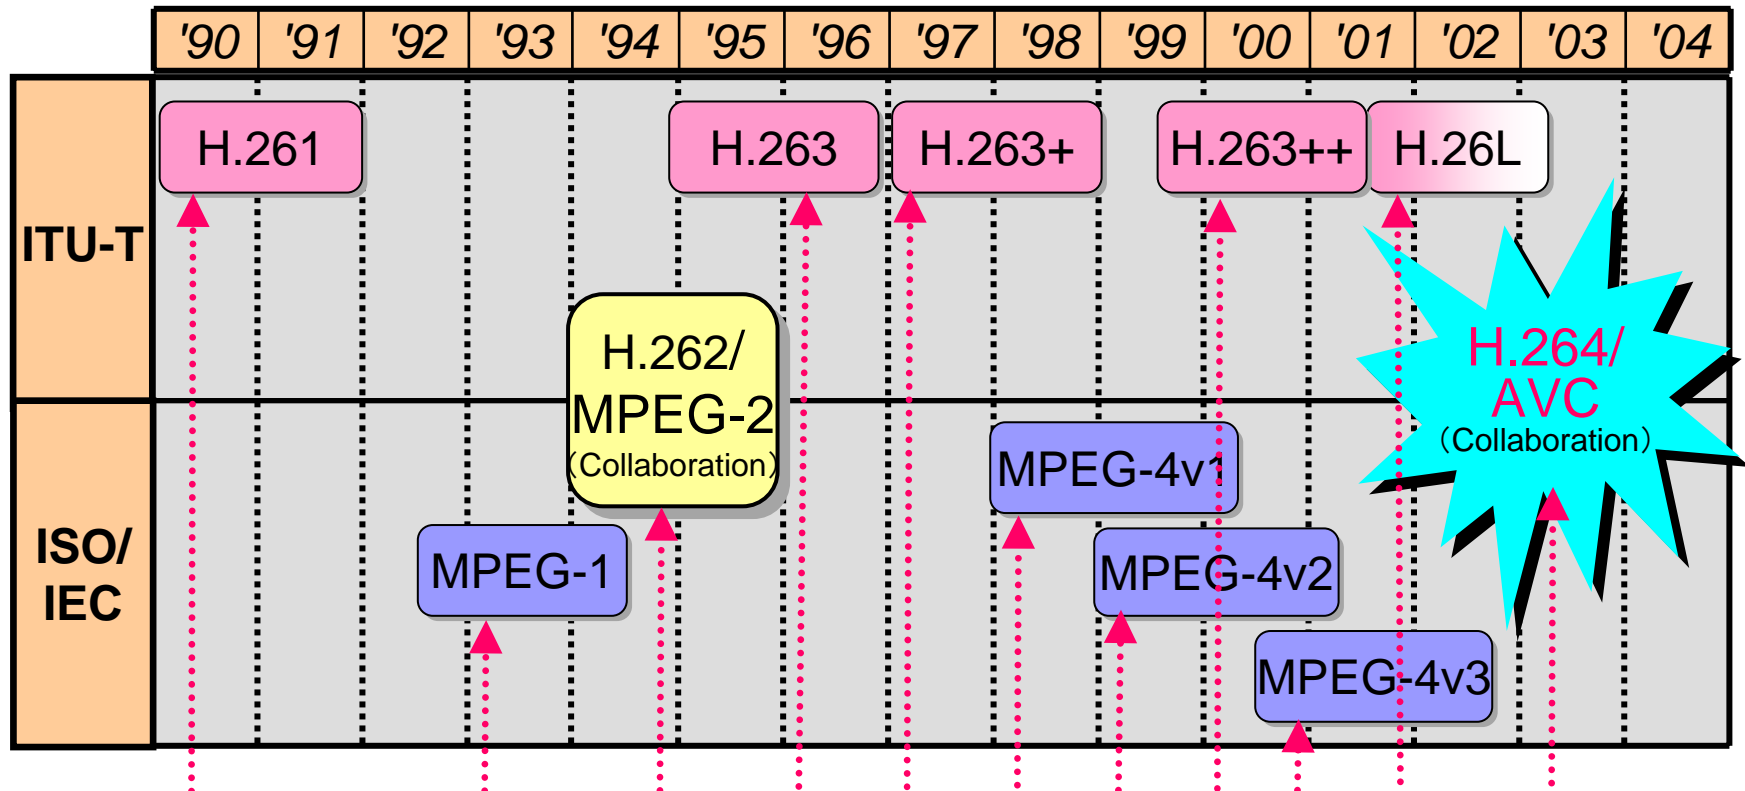 '90 '91 '92 '93 '94 '95 '96 '97 '98 '99 '00 '01 '02 '03 '04
ITU-T
H.261
H.263
H.263+
H.263++
H.26L
H.262/
MPEG-2
(Collaboration)
H.264/
AVC
(Collaboration)
ISO/
IEC
MPEG-1
MPEG-4v1
MPEG-4v2
MPEG-4v3